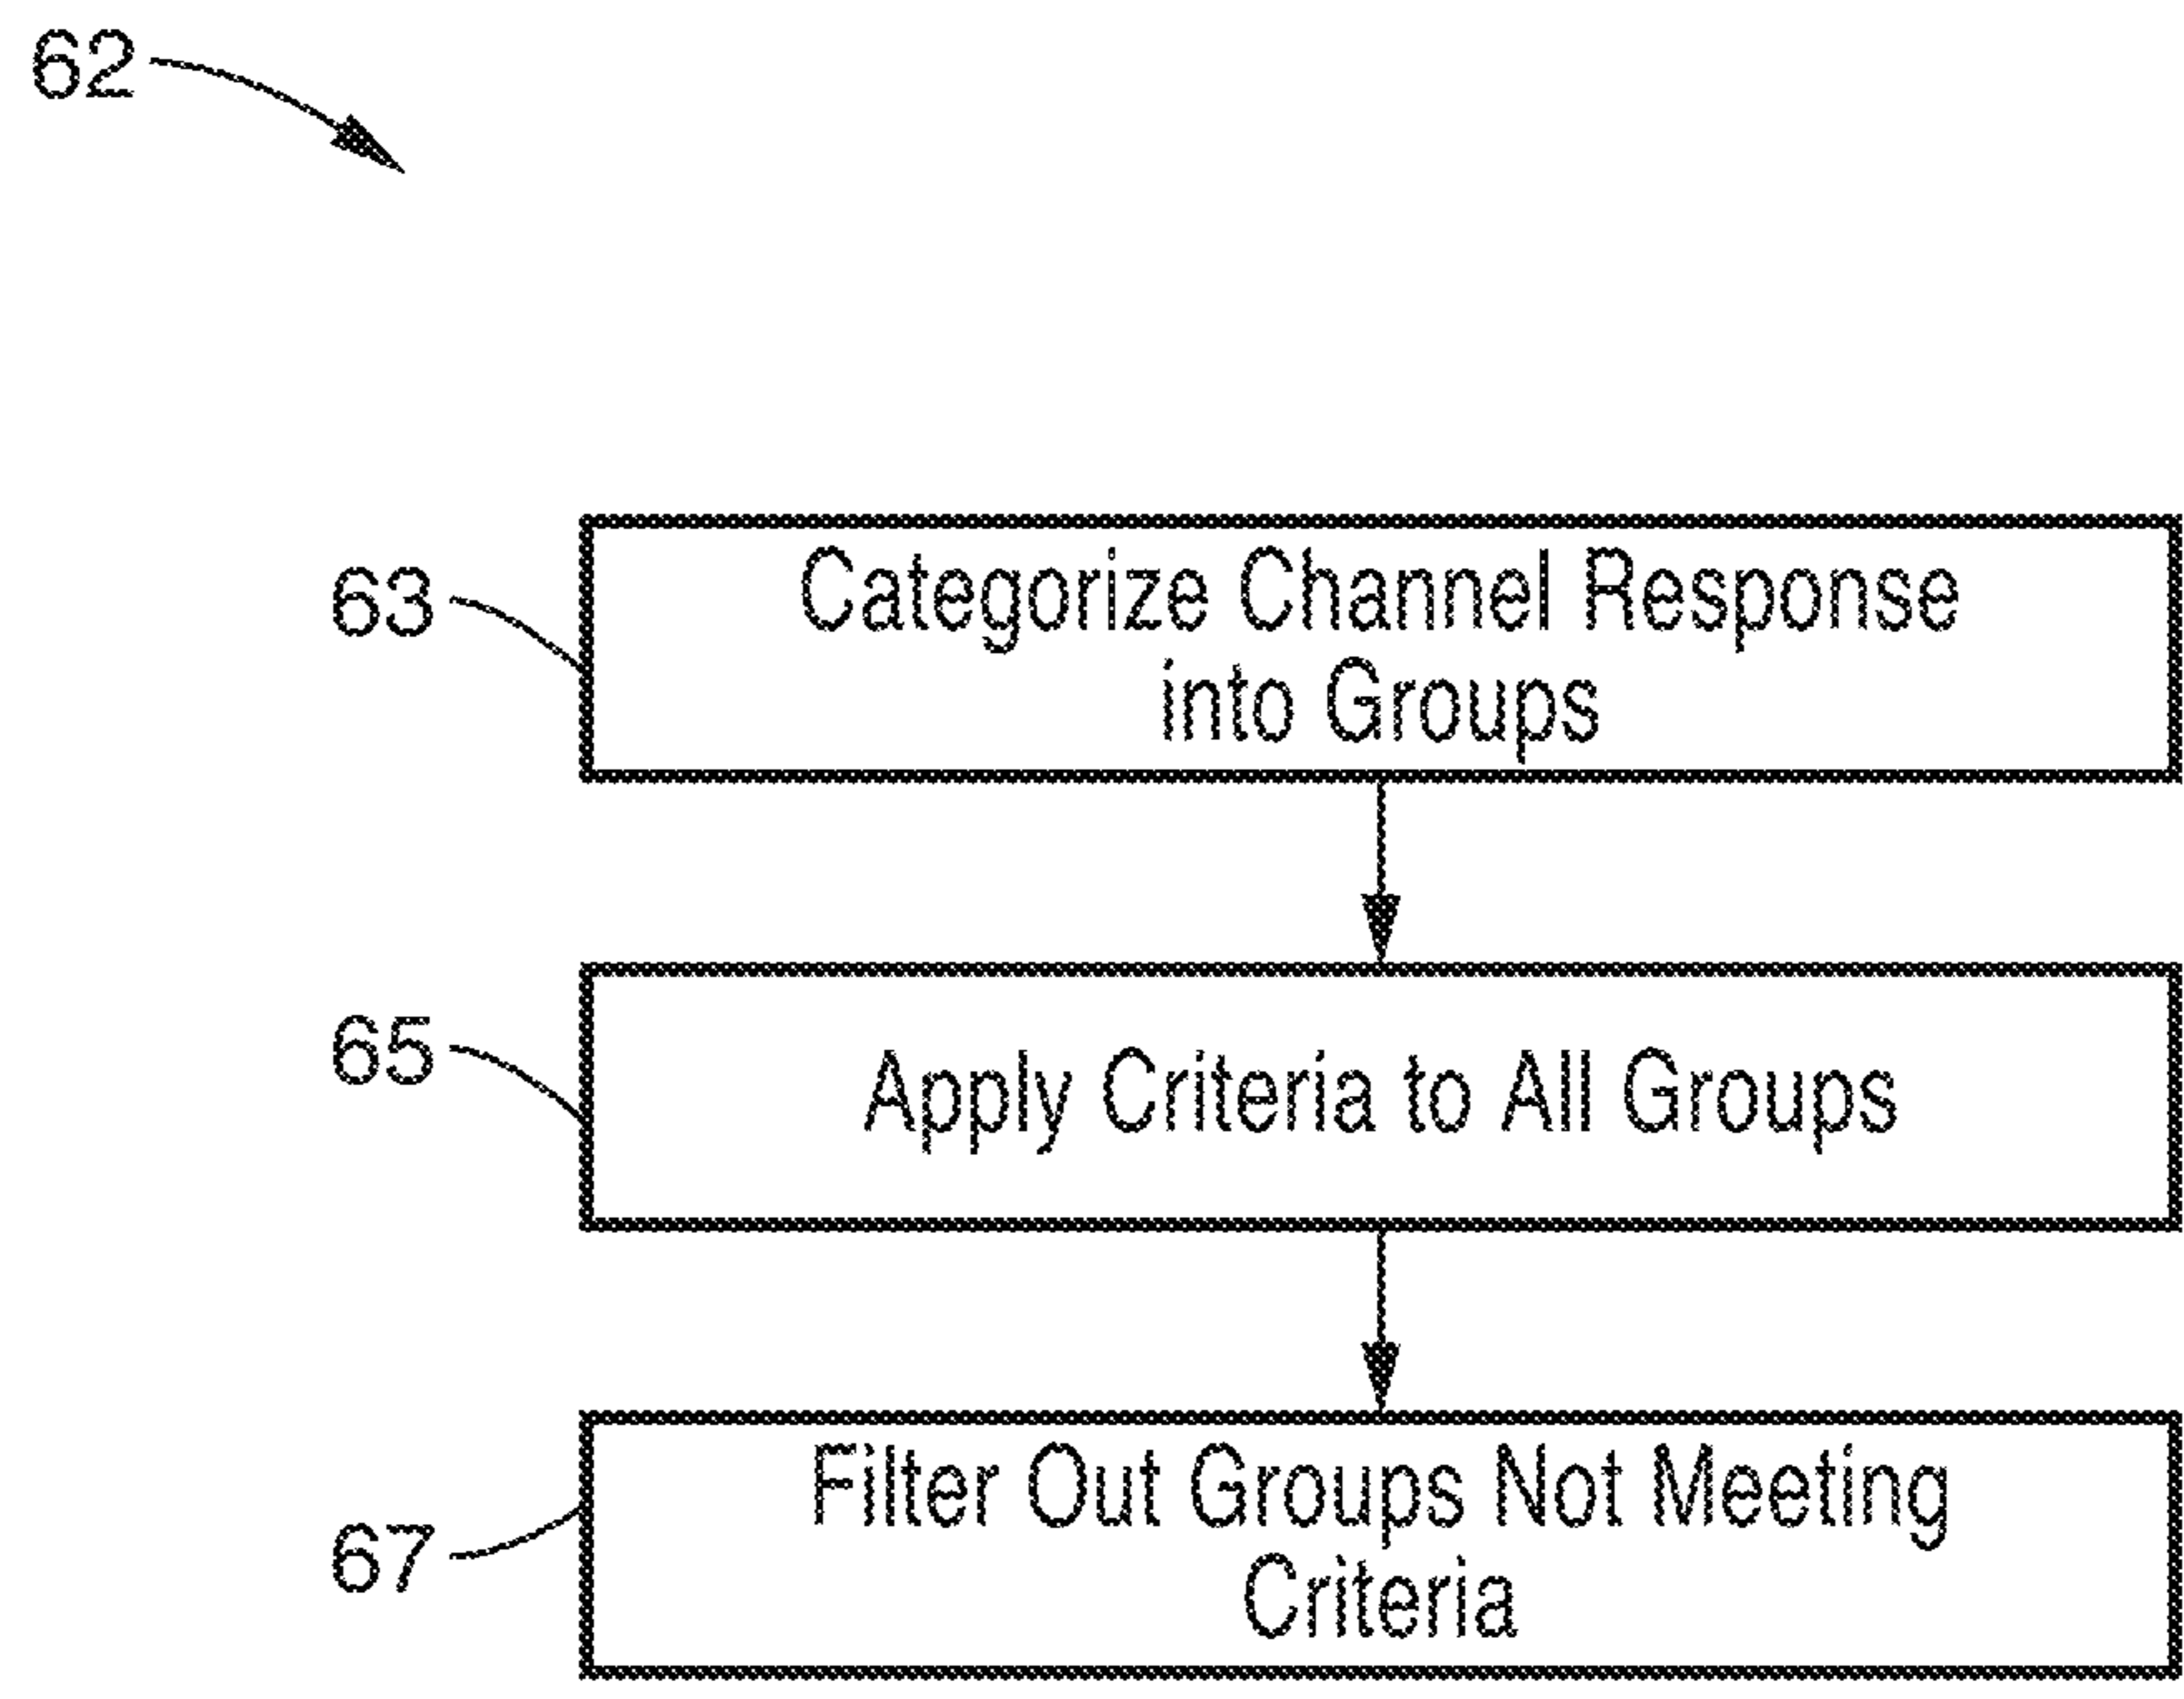 62
63
Categorize Channel Response
into Groups
65
Apply Criteria to All Groups
67
Filter Out Groups Not Meeting
Criteria